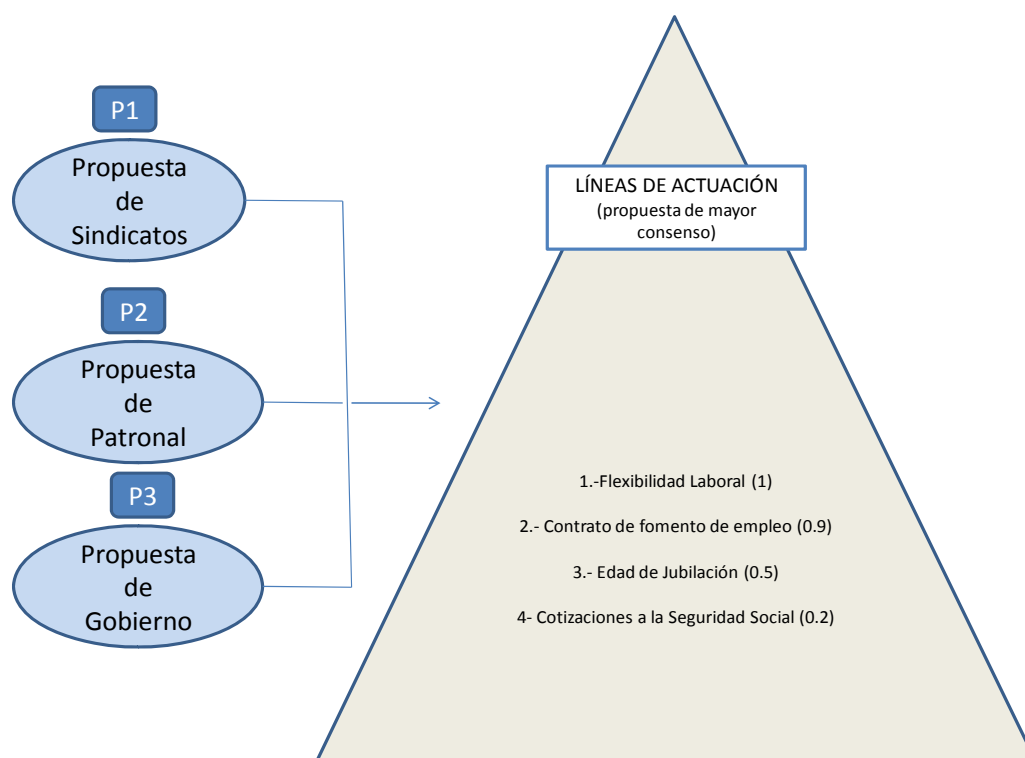 P1
Propuesta
de
Sindicatos
P2
Propuesta
de
Patronal
P3
Propuesta
de
Gobierno
LÍNEAS DE ACTUACIÓN
(propuesta de mayor
consenso)
1.-Flexibilidad Laboral (1)
2.- Contrato de fomento de empleo (0.9)
3.- Edad de Jubilación (0.5)
4- Cotizaciones a la Seguridad Social (0.2)